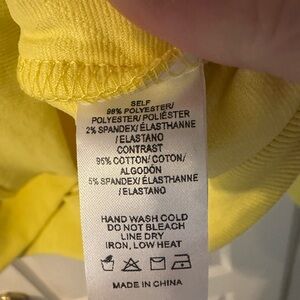 SELF
98% POLYESTER/
POLYESTER/ POLIÉSTER
2% SPANDEX/ ÉLASTHANNE
/ ELASTANO
CONTRAST
95% COTTON/ COTON/
ALGODÓN
5% SPANDEX/ ÉLASTHANNE
/ ELASTANO
HAND WASH COLD
DO NOT BLEACH
LINE DRY
IRON, LOW HEAT
MADE IN CHINA